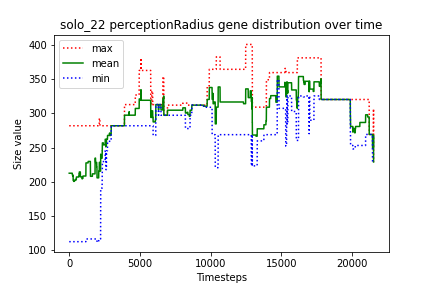 solo_22 perceptionRadius gene distribution over time
max
mean
min
Size value
400
350
300
250
200
150
100
0 5000 10000 15000 20000
Timesteps